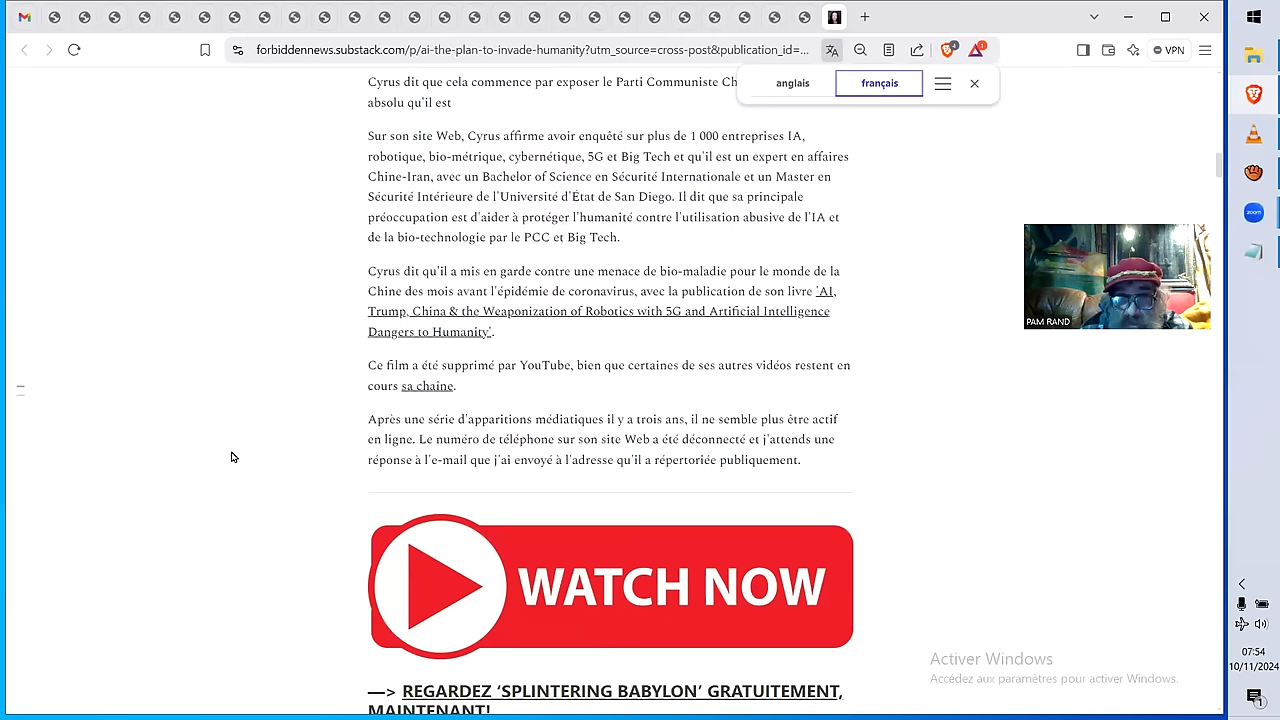 forbiddennews.substack.com/p/ai-the-plan-to-invade-humanity?utm_source=cross-post&publication_id=...
4
1
VPN
anglais
français
Cyrus dit que cela commence par exposer le Parti Communiste Ch
absolu qu'il est
Sur son site Web, Cyrus affirme avoir enquêté sur plus de 1 000 entreprises IA,
robotique, bio-métrique, cybernétique, 5G et Big Tech et qu'il est un expert en affaires
Chine-Iran, avec un Bachelor of Science en Sécurité Internationale et un Master en
Sécurité Intérieure de l'Université d'État de San Diego. Il dit que sa principale
préoccupation est d'aider à protéger l'humanité contre l'utilisation abusive de l'IA et
de la bio-technologie par le PCC et Big Tech.
Cyrus dit qu'il a mis en garde contre une menace de bio-maladie pour le monde de la
Chine des mois avant l'épidémie de coronavirus, avec la publication de son livre 'AI,
Trump, China & the Weaponization of Robotics with 5G and Artificial Intelligence
Dangers to Humanity'.
Ce film a été supprimé par YouTube, bien que certaines de ses autres vidéos restent en
cours sa chaîne.
Après une série d'apparitions médiatiques il y a trois ans, il ne semble plus être actif
en ligne. Le numéro de téléphone sur son site Web a été déconnecté et j'attends une
réponse à l'e-mail que j'ai envoyé à l'adresse qu'il a répertoriée publiquement.
WATCH NOW
—> REGARDEZ ‘SPLINTERING BABYLON’ GRATUITEMENT,
MAINTENANT!
PAM RAND
zoom
Activer Windows
Accédez aux paramètres pour activer Windows.
07:54
10/11/2024
1